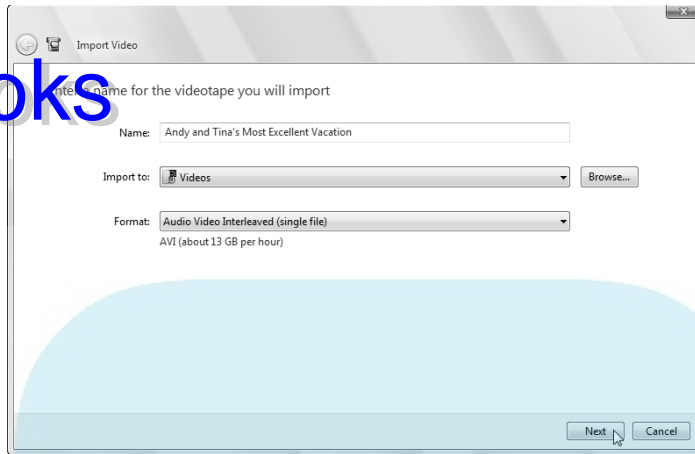 Import Video
oks
Enter a name for the videotape you will import
Name: Andy and Tina's Most Excellent Vacation
Import to: Videos Browse...
Format: Audio Video Interleaved (single file)
AVI (about 13 GB per hour)
Next Cancel